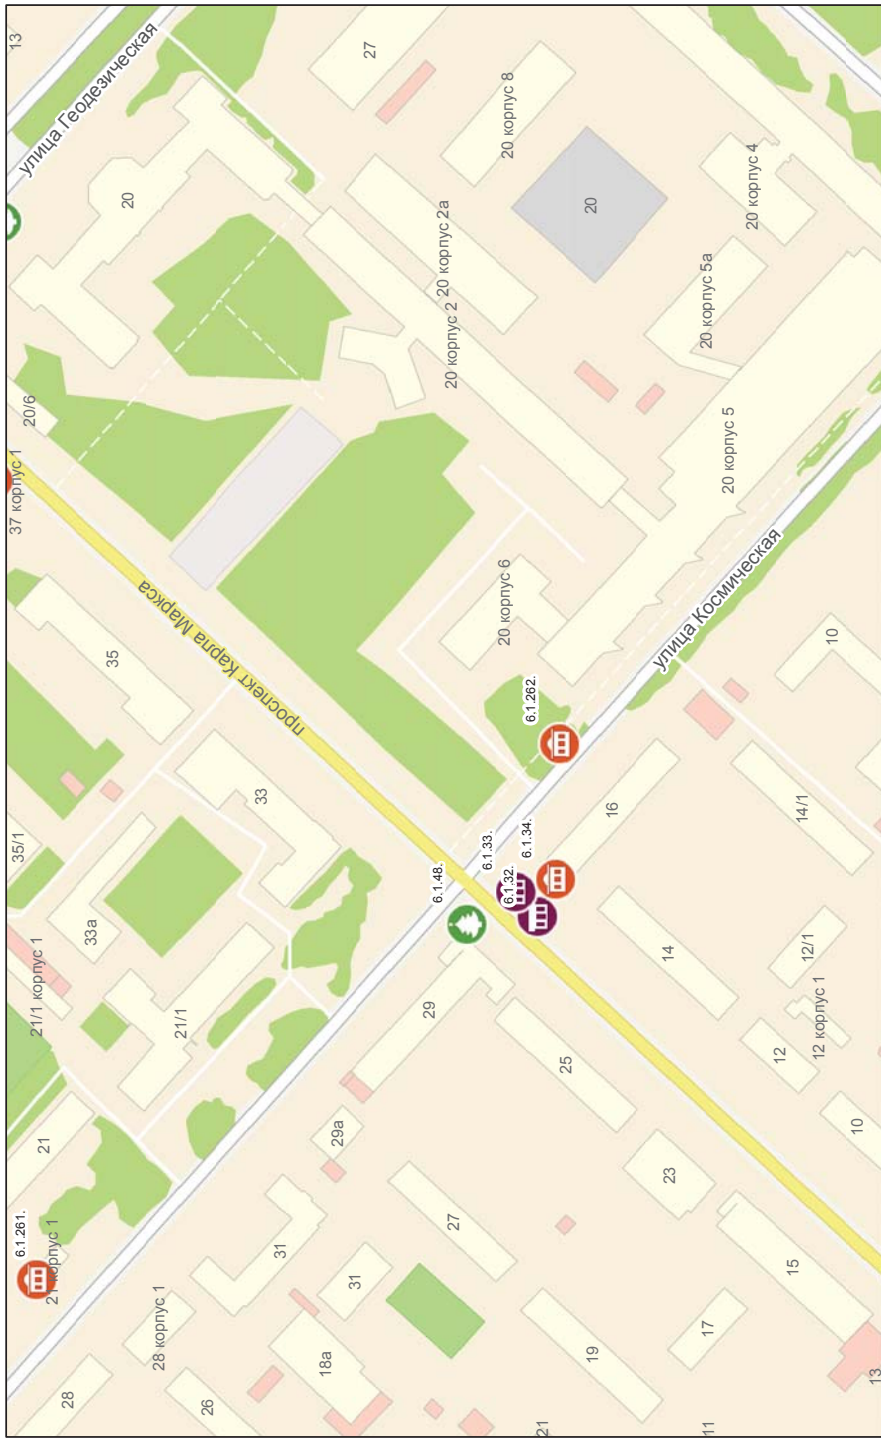 13
улица Геодезическая
27
20 корпус 8
20
20 корпус 2а
20
20 корпус 4
20 корпус 2
20 корпус 5а
20/6
37 корпус 1
20 корпус 5
проспект Карла Маркса
35
20 корпус 6
улица Космическая
10
6.1.262.
33
35/1
16
14/1
6.1.33.
6.1.34.
6.1.48.
6.1.32.
33а
21/1 корпус 1
21/1
29
14
12/1
12 корпус 1
12
25
10
21
29а
23
27
6.1.261.
21 корпус 1
31
31
15
28 корпус 1
19
17
18а
28
26
13
21
11